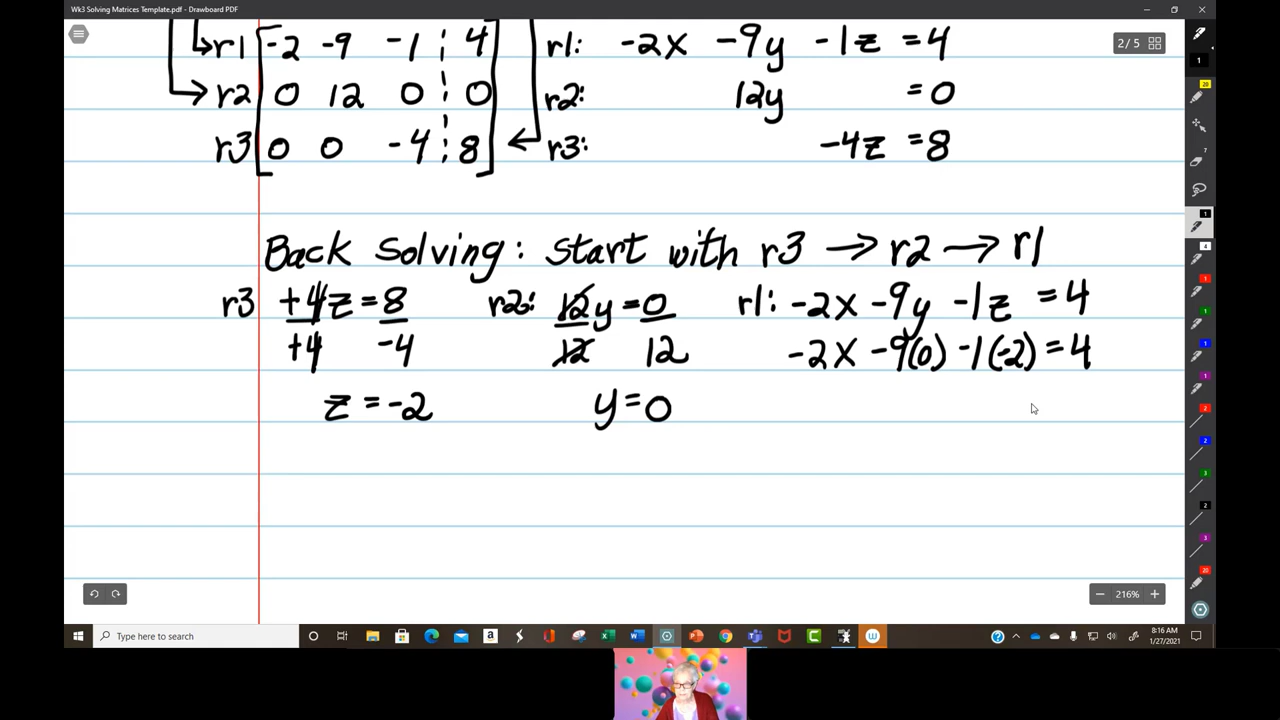 Wk3 Solving Matrices Template.pdf - Drawboard PDF
2 / 5
r1 -2 -9 -1 4 r1: -2x -9y -1z =4
r2 0 12 0 0 r2: 12y =0
r3 0 0 -4 8 r3: -4z =8
Back Solving: Start with r3 → r2 → r1
r3 +4z = 8 r2: 12y = 0 r1: -2x -9y -1z =4
+4 -4 12 12 -2x -9(0) -1(-2) = 4
z = -2 y = 0
216%
Type here to search
8:16 AM
1/27/2021